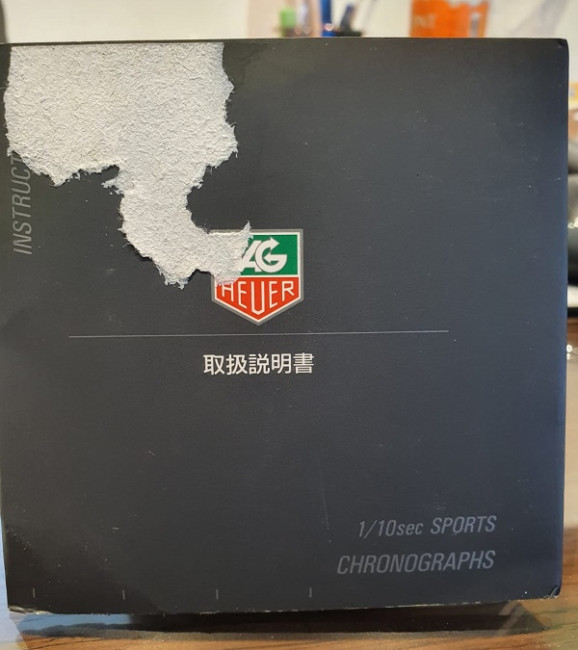 INSTRUCT
AG
HEUER
取扱説明書
1/10sec SPORTS
CHRONOGRAPHS